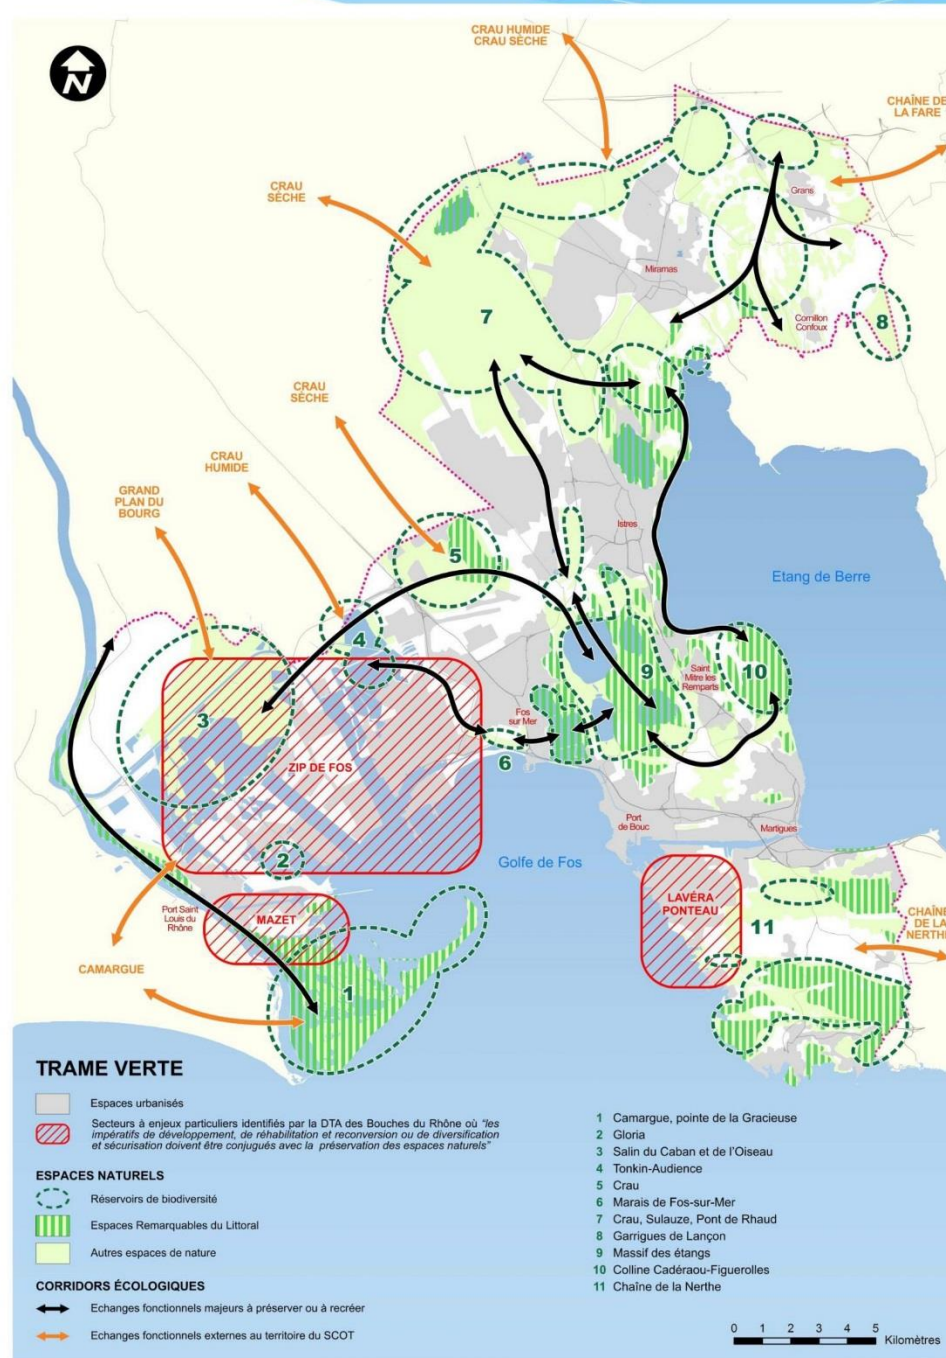 N
CRAU HUMIDE
CRAU SÈCHE
CHAÎNE DE
LA FARE
CRAU
SÈCHE
Grans
Miramas
7
Cornillon
Confoux
8
CRAU
SÈCHE
CRAU
HUMIDE
GRAND
PLAN DU
BOURG
Istres
5
Etang de Berre
4
9
Saint
Mitre les
Remparts
10
3
Fos
sur Mer
ZIP DE FOS
6
Port
de Bouc
Martigues
2
Golfe de Fos
Port Saint
Louis du
Rhône
MAZET
LAVÉRA
PONTEAU
11
CHAÎNE
DE LA
NERTHE
CAMARGUE
1
TRAME VERTE
Espaces urbanisés
Secteurs à enjeux particuliers identifiés par la DTA des Bouches du Rhône où "les
impératifs de développement, de réhabilitation et reconversion ou de diversification
et sécurisation doivent être conjugués avec la préservation des espaces naturels"
ESPACES NATURELS
Réservoirs de biodiversité
Espaces Remarquables du Littoral
Autres espaces de nature
CORRIDORS ÉCOLOGIQUES
Echanges fonctionnels majeurs à préserver ou à recréer
Echanges fonctionnels externes au territoire du SCOT
1 Camargue, pointe de la Gracieuse
2 Gloria
3 Salin du Caban et de l'Oiseau
4 Tonkin-Audience
5 Crau
6 Marais de Fos-sur-Mer
7 Crau, Sulauze, Pont de Rhaud
8 Garrigues de Lançon
9 Massif des étangs
10 Colline Cadéraou-Figuerolles
11 Chaîne de la Nerthe
0 1 2 3 4 5
Kilomètres